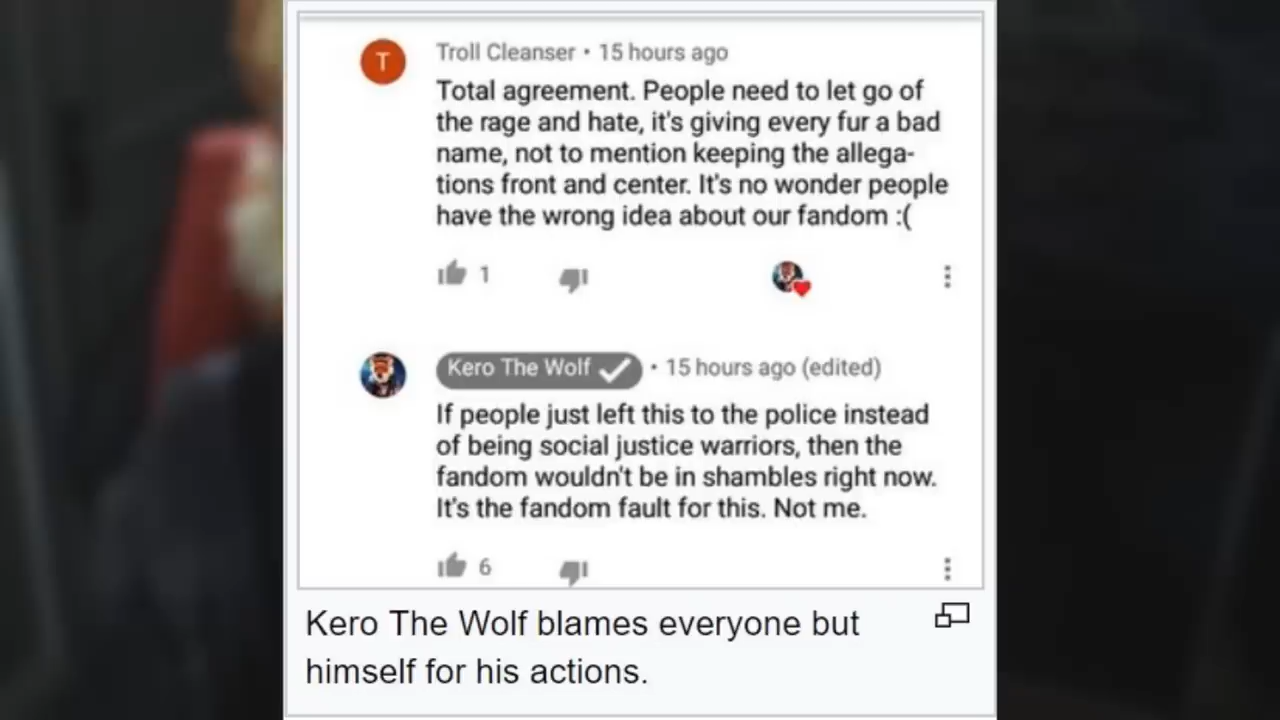 T
Troll Cleanser • 15 hours ago
Total agreement. People need to let go of
the rage and hate, it's giving every fur a bad
name, not to mention keeping the allega-
tions front and center. It's no wonder people
have the wrong idea about our fandom :(
1
Kero The Wolf • 15 hours ago (edited)
If people just left this to the police instead
of being social justice warriors, then the
fandom wouldn't be in shambles right now.
It's the fandom fault for this. Not me.
6
Kero The Wolf blames everyone but
himself for his actions.